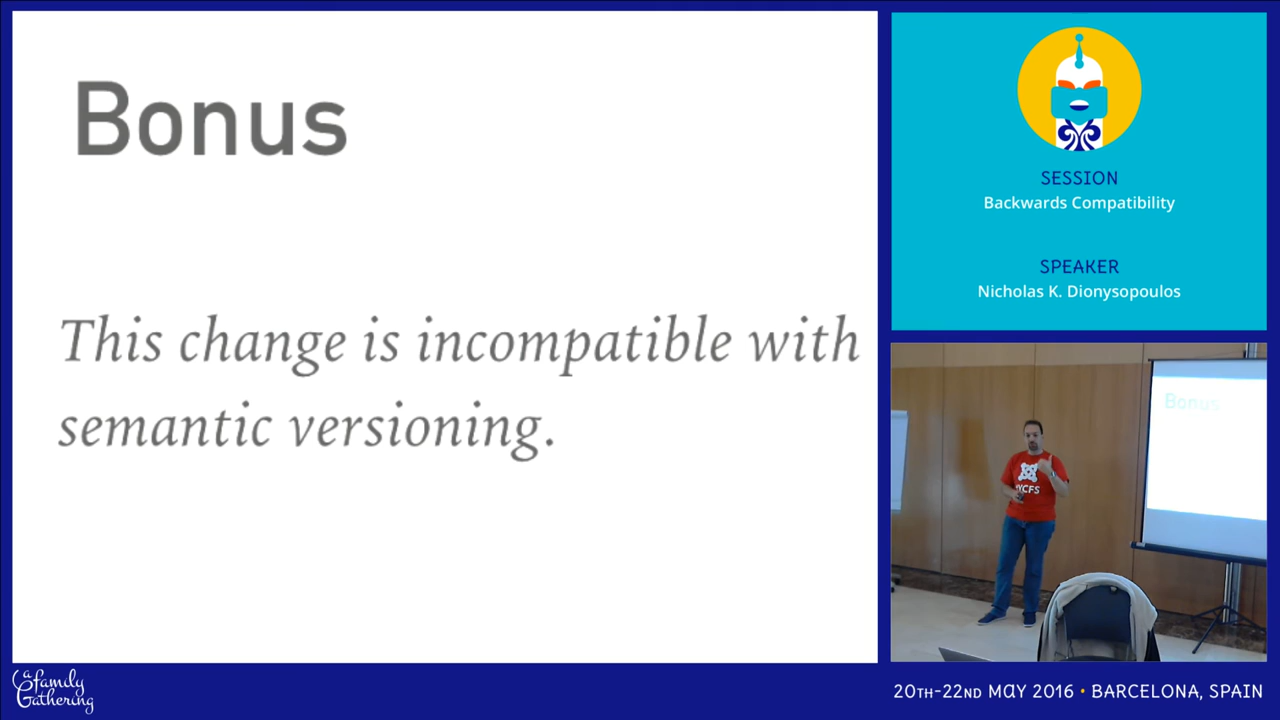 Bonus
This change is incompatible with
semantic versioning.
SESSION
Backwards Compatibility
SPEAKER
Nicholas K. Dionysopoulos
Bonus
a family
Gathering
20TH-22ND MAY 2016 • BARCELONA, SPAIN